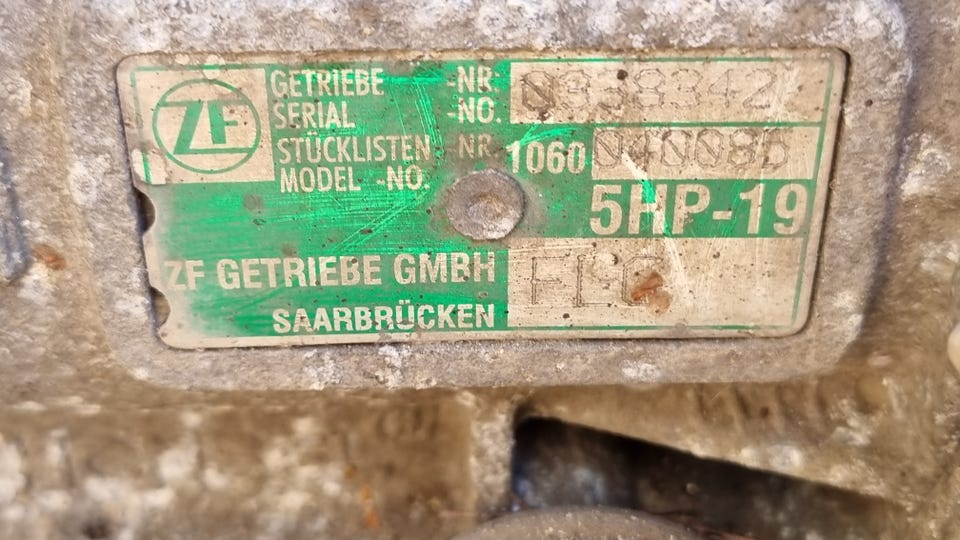 ZF
GETRIEBE -NR.
SERIAL -NO.
STÜCKLISTEN NR.
MODEL -NO.
1060
5HP-19
ZF GETRIEBE GMBH
SAARBRÜCKEN